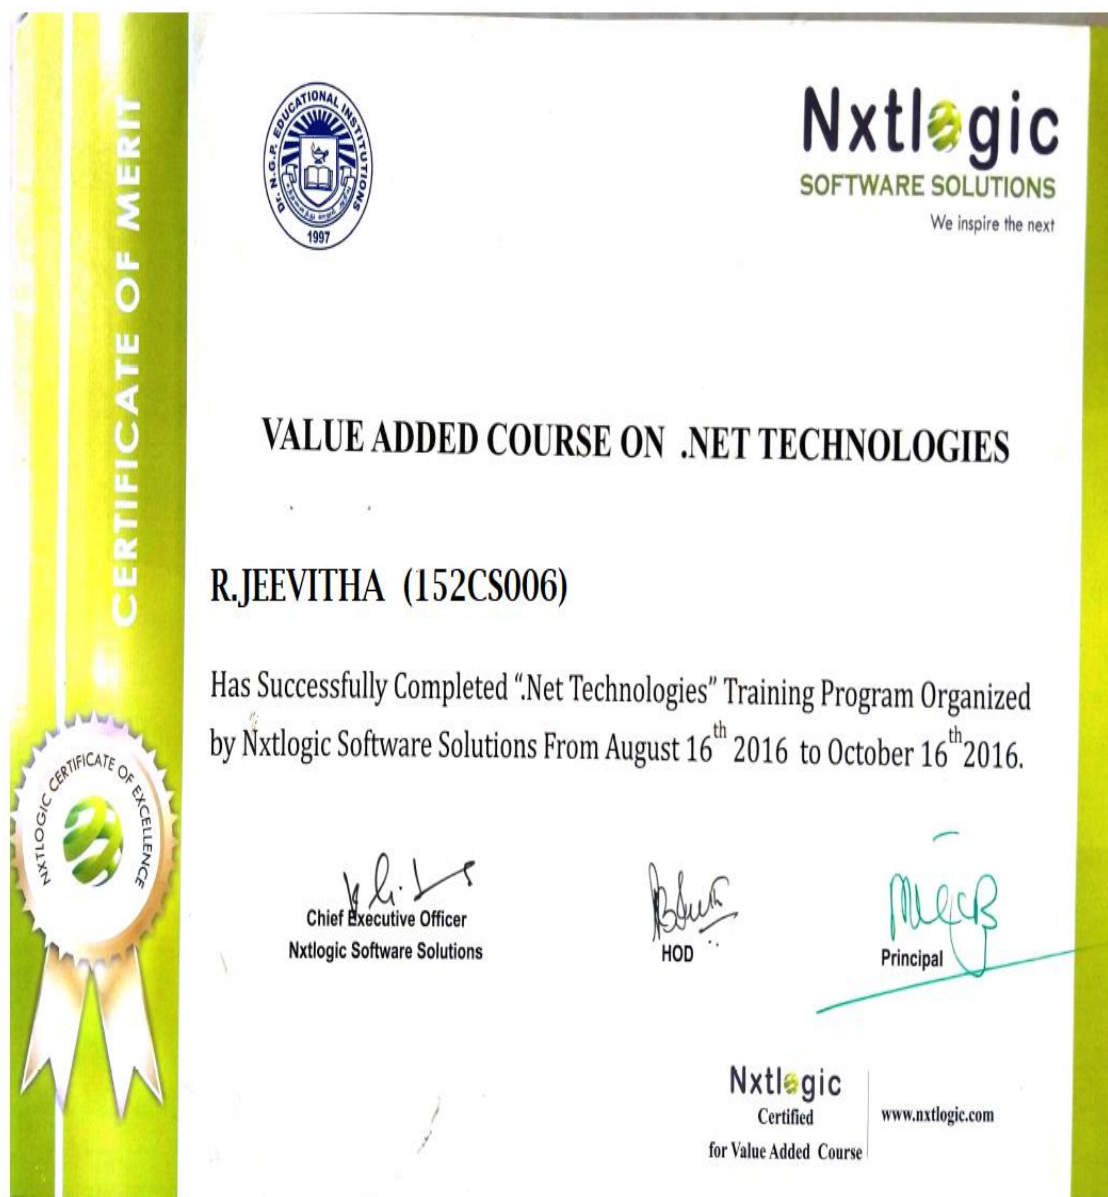 CERTIFICATE OF MERIT
Dr. N.G.P. EDUCATIONAL INSTITUTIONS
1997
Nxtlogic
SOFTWARE SOLUTIONS
We inspire the next
VALUE ADDED COURSE ON .NET TECHNOLOGIES
R.JEEVITHA (152CS006)
Has Successfully Completed “.Net Technologies” Training Program Organized
by Nxtlogic Software Solutions From August 16th 2016 to October 16th 2016.
NXTLOGIC CERTIFICATE OF EXCELLENCE
Chief Executive Officer
Nxtlogic Software Solutions
HOD
Principal
Nxtlogic
Certified
for Value Added Course
www.nxtlogic.com